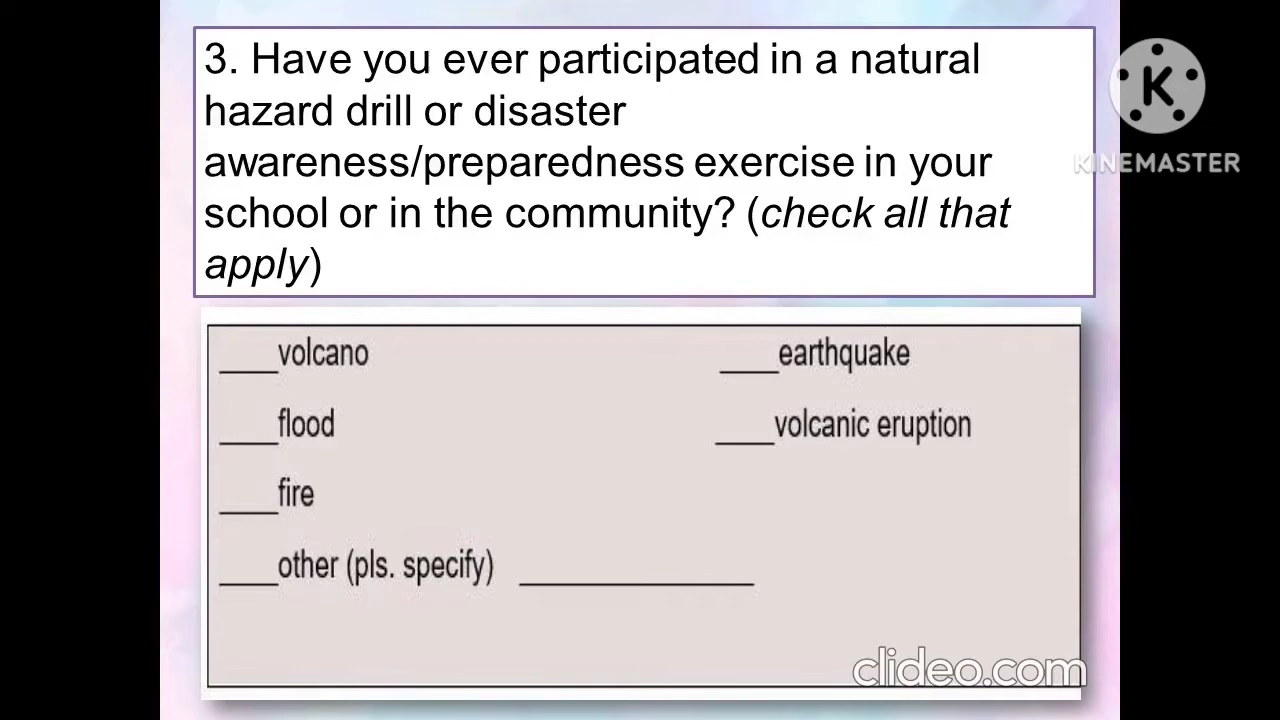 3. Have you ever participated in a natural
hazard drill or disaster
awareness/preparedness exercise in your
school or in the community? (check all that
apply)
K
KINEMASTER
____volcano
____earthquake
____flood
____volcanic eruption
____fire
____other (pls. specify) ________________
clideo.com